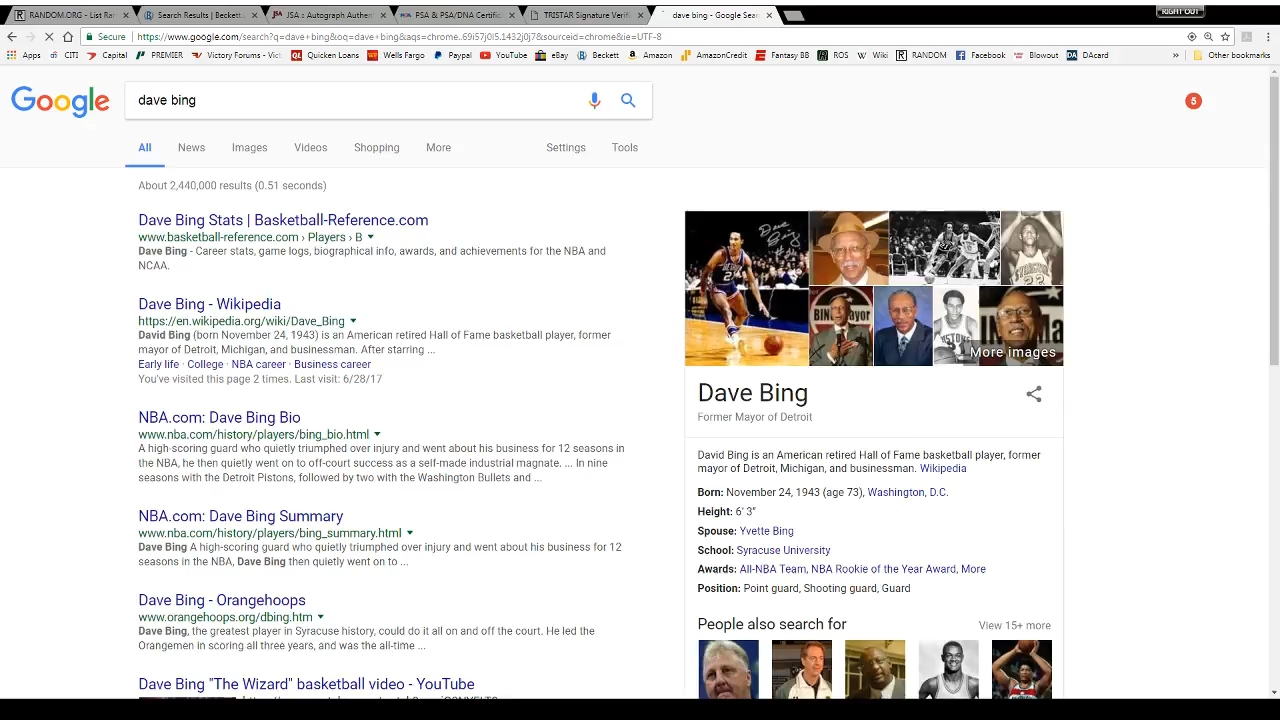 RIGHT OUT
RANDOM.ORG - List Ran
Search Results | Beckett
JSA :: Autograph Authent
PSA & PSA/DNA Certific
TRISTAR Signature Verifi
dave bing - Google Sear
Secure
https://www.google.com/search?q=dave+bing&oq=dave+bing&aqs=chrome..69i57j0l5.1432j0j7&sourceid=chrome&ie=UTF-8
Apps CITI Capital PREMIER Victory Forums - Vict Quicken Loans Wells Fargo Paypal YouTube eBay Beckett Amazon AmazonCredit Fantasy BB ROS Wiki RANDOM Facebook Blowout DAcard » Other bookmarks
Google
dave bing
5
All News Images Videos Shopping More Settings Tools
About 2,440,000 results (0.51 seconds)
Dave Bing Stats | Basketball-Reference.com
www.basketball-reference.com › Players › B
Dave Bing - Career stats, game logs, biographical info, awards, and achievements for the NBA and
NCAA.
Dave Bing - Wikipedia
https://en.wikipedia.org/wiki/Dave_Bing
David Bing (born November 24, 1943) is an American retired Hall of Fame basketball player, former
mayor of Detroit, Michigan, and businessman. After starring ...
Early life · College · NBA career · Business career
You've visited this page 2 times. Last visit: 6/28/17
NBA.com: Dave Bing Bio
www.nba.com/history/players/bing_bio.html
A high-scoring guard who quietly triumphed over injury and went about his business for 12 seasons in
the NBA, he then quietly went on to off-court success as a self-made industrial magnate. ... In nine
seasons with the Detroit Pistons, followed by two with the Washington Bullets and ...
NBA.com: Dave Bing Summary
www.nba.com/history/players/bing_summary.html
Dave Bing A high-scoring guard who quietly triumphed over injury and went about his business for 12
seasons in the NBA, Dave Bing then quietly went on to ...
Dave Bing - Orangehoops
www.orangehoops.org/dbing.htm
Dave Bing, the greatest player in Syracuse history, could do it all on and off the court. He led the
Orangemen in scoring all three years, and was the all-time ...
Dave Bing "The Wizard" basketball video - YouTube
Dave Bing
BING Mayor
More images
Dave Bing
Former Mayor of Detroit
David Bing is an American retired Hall of Fame basketball player, former
mayor of Detroit, Michigan, and businessman. Wikipedia
Born: November 24, 1943 (age 73), Washington, D.C.
Height: 6' 3"
Spouse: Yvette Bing
School: Syracuse University
Awards: All-NBA Team, NBA Rookie of the Year Award, More
Position: Point guard, Shooting guard, Guard
People also search for
View 15+ more